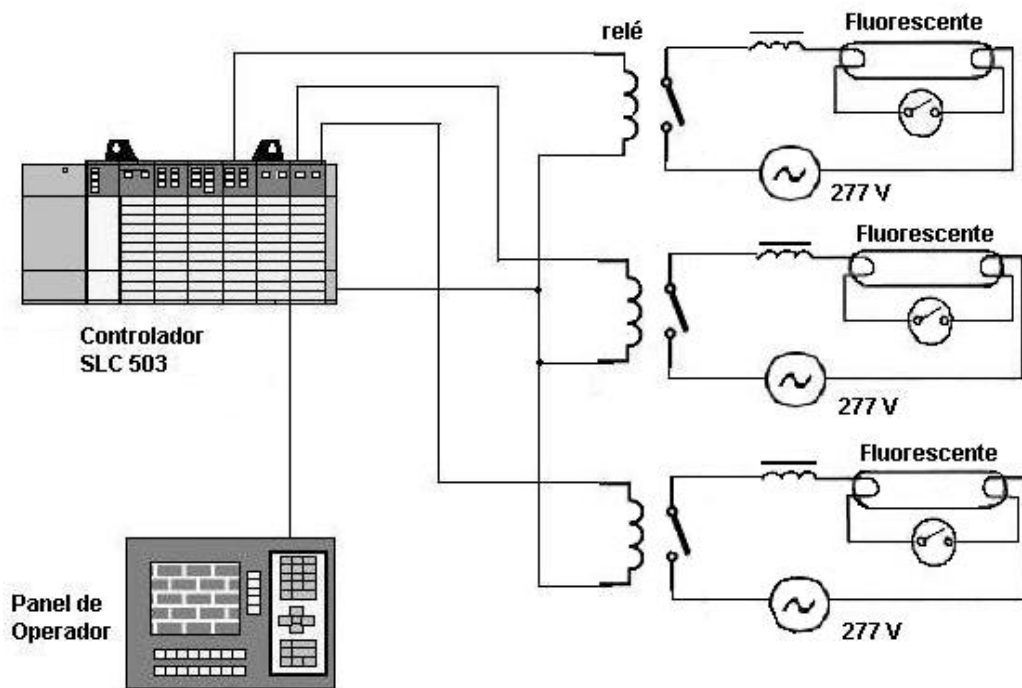 relé
Fluorescente
277 V
Fluorescente
277 V
Controlador
SLC 503
Fluorescente
277 V
Panel de
Operador